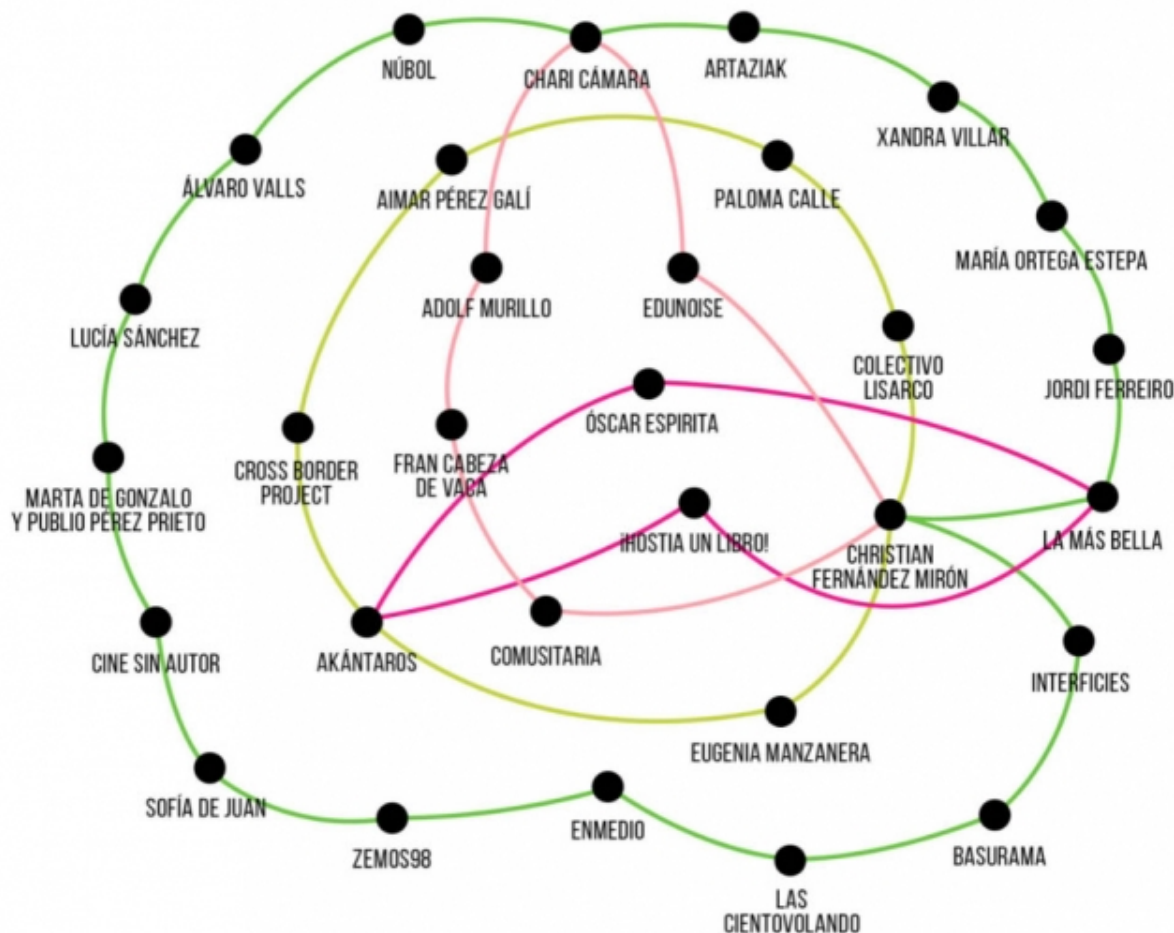 NÚBOL
CHARI CÁMARA
ARTAZIAK
XANDRA VILLAR
ÁLVARO VALLS
AIMAR PÉREZ GALÍ
PALOMA CALLE
MARÍA ORTEGA ESTEPA
LUCÍA SÁNCHEZ
ADOLF MURILLO
EDUNOISE
COLECTIVO
LISARCO
JORDI FERREIRO
ÓSCAR ESPIRITA
CROSS BORDER
PROJECT
FRAN CABEZA
DE VACA
MARTA DE GONZALO
Y PUBLIO PÉREZ PRIETO
¡HOSTIA UN LIBRO!
CHRISTIAN
FERNÁNDEZ MIRÓN
LA MÁS BELLA
CINE SIN AUTOR
AKÁNTAROS
COMUSITARIA
INTERFICIES
EUGENIA MANZANERA
SOFÍA DE JUAN
ZEMOS98
ENMEDIO
BASURAMA
LAS
CIENTOVOLANDO